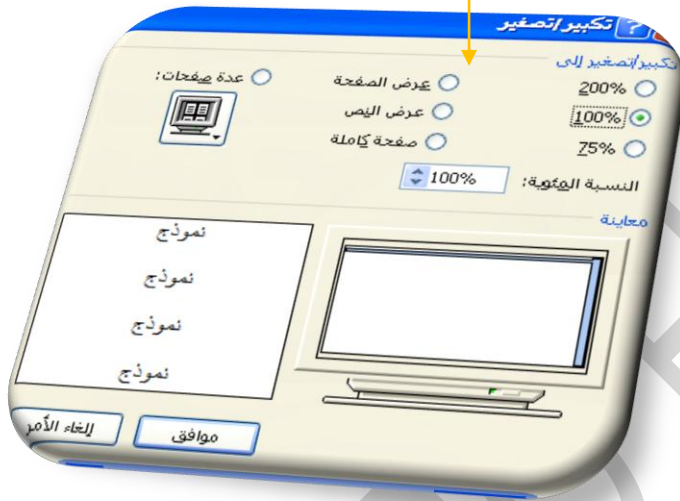 تكبير/تصغير
تكبير/تصغير إلى
200%
عرض الصفحة
عدة صفحات:
100%
عرض النص
75%
صفحة كاملة
النسبة المئوية:
100%
معاينة
نموذج
نموذج
نموذج
نموذج
موافق
إلغاء الأمر